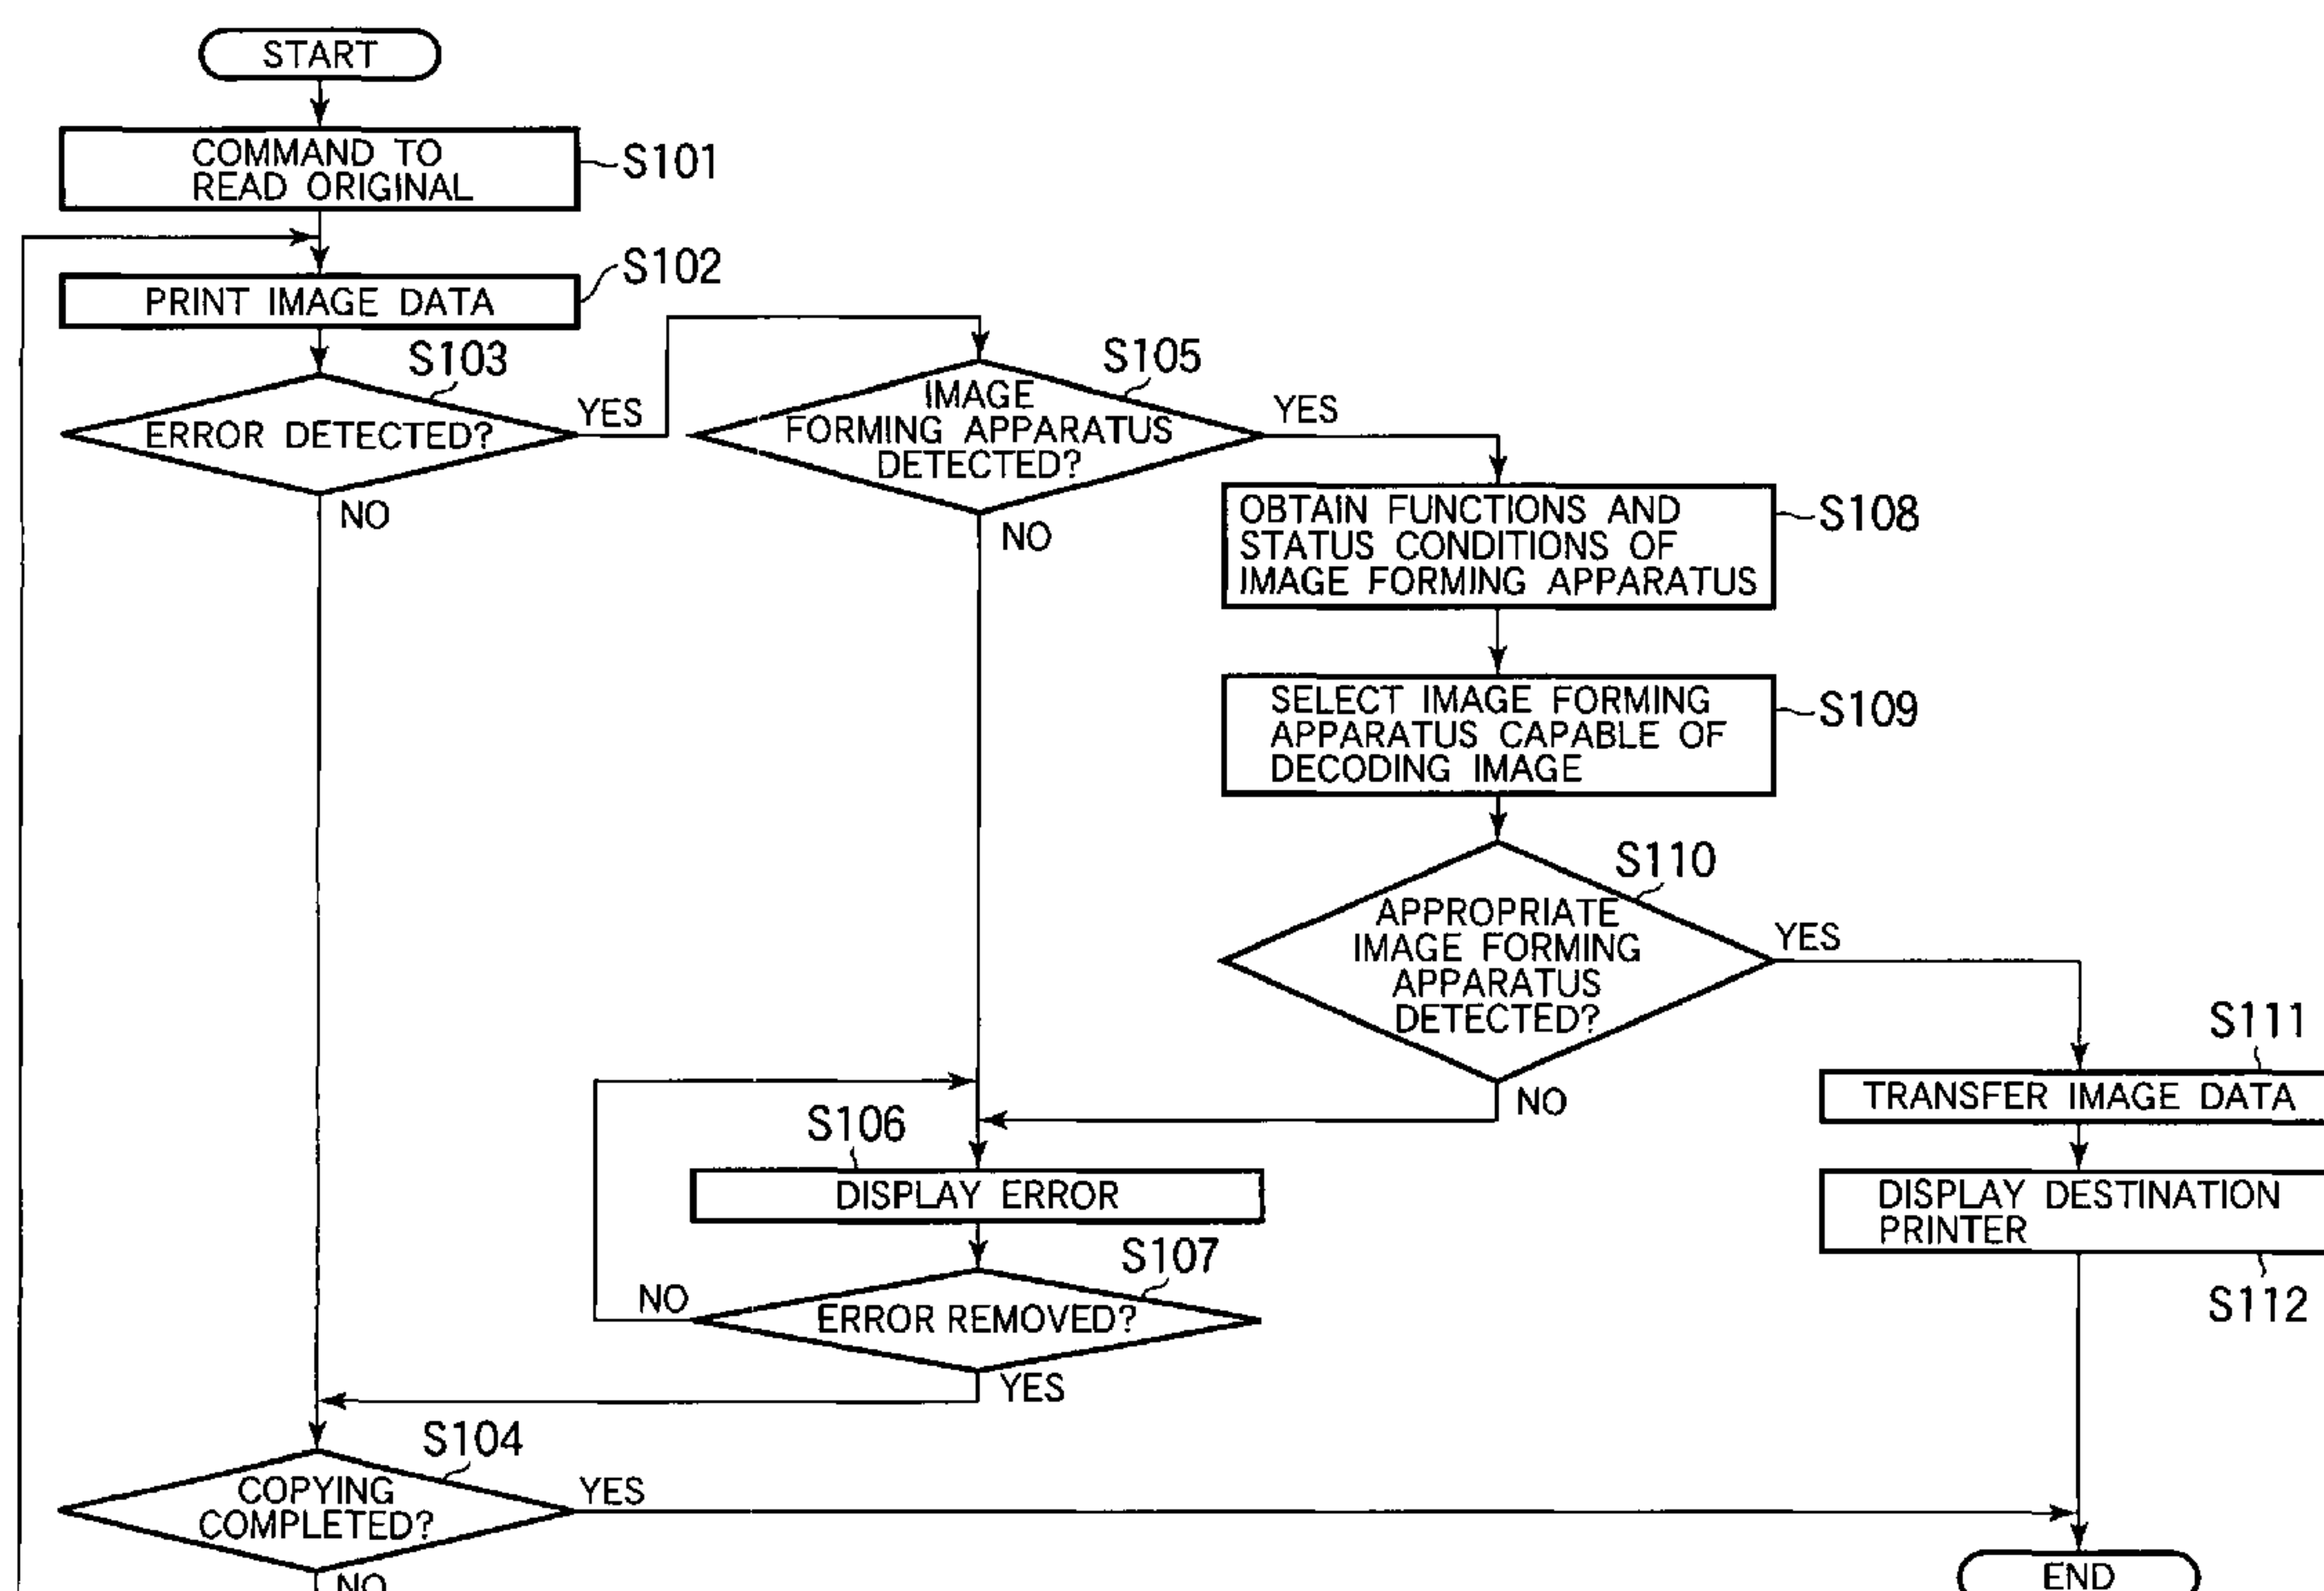 START
COMMAND TO
READ ORIGINAL
S101
PRINT IMAGE DATA
S102
S103
ERROR DETECTED?
YES
NO
S105
IMAGE
FORMING APPARATUS
DETECTED?
YES
NO
OBTAIN FUNCTIONS AND
STATUS CONDITIONS OF
IMAGE FORMING APPARATUS
S108
SELECT IMAGE FORMING
APPARATUS CAPABLE OF
DECODING IMAGE
S109
S110
APPROPRIATE
IMAGE FORMING
APPARATUS
DETECTED?
YES
NO
S111
TRANSFER IMAGE DATA
DISPLAY DESTINATION
PRINTER
S112
S106
DISPLAY ERROR
S107
ERROR REMOVED?
NO
YES
S104
COPYING
COMPLETED?
YES
NO
END